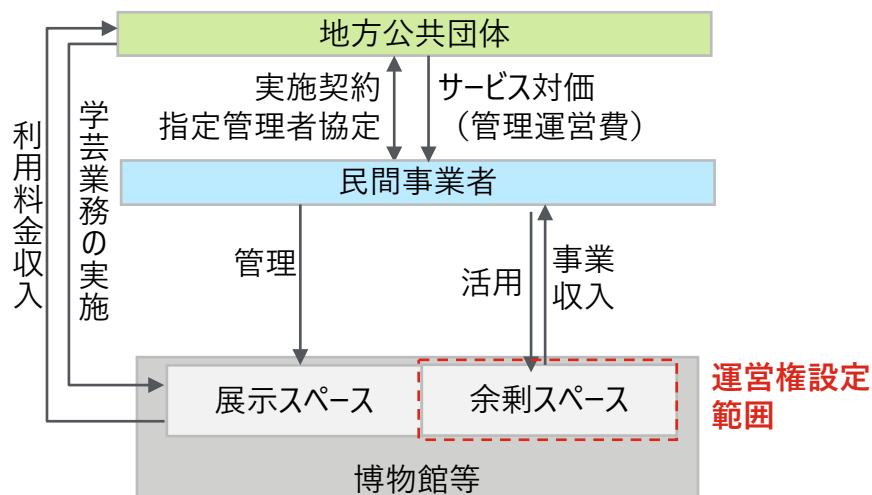 地方公共団体
実施契約
指定管理者協定
サービス対価
（管理運営費）
利用料金収入
学芸業務の実施
民間事業者
管理
活用
事業
収入
展示スペース
余剰スペース
運営権設定
範囲
博物館等